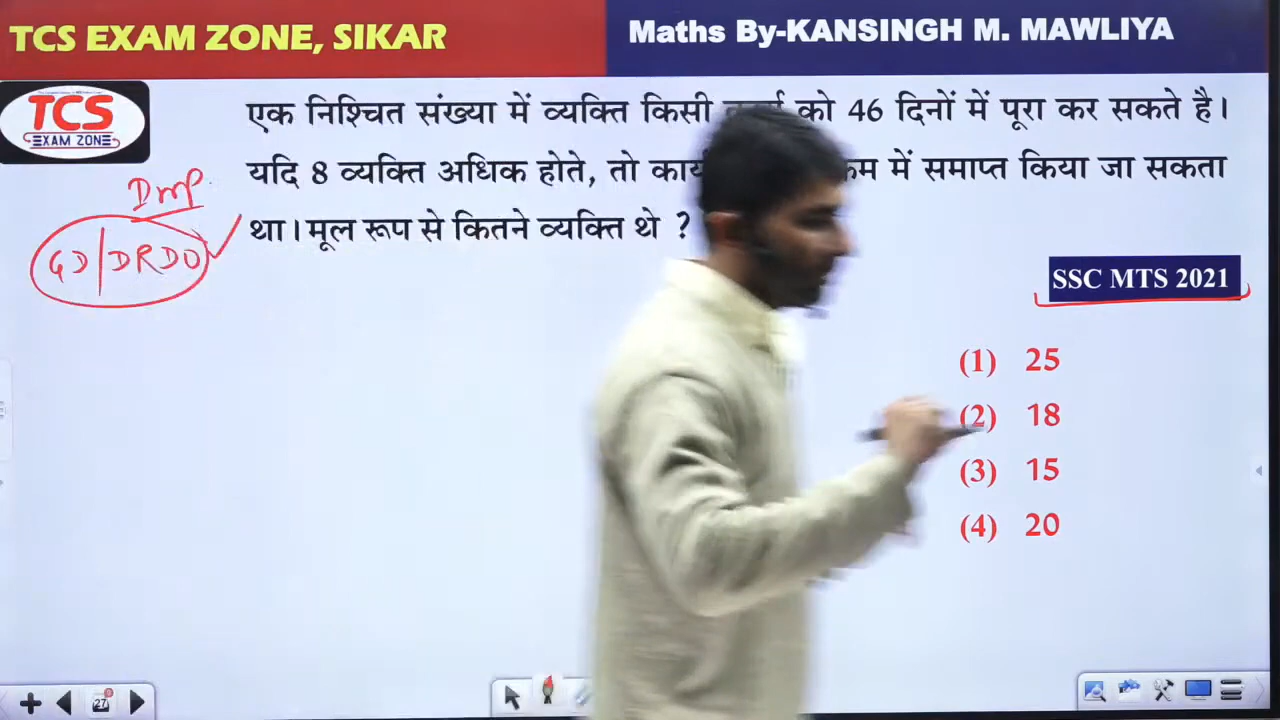 TCS EXAM ZONE, SIKAR
Maths By-KANSINGH M. MAWLIYA
TCS
EXAM ZONE
एक निश्चित संख्या में व्यक्ति किसी को 46 दिनों में पूरा कर सकते है।
यदि 8 व्यक्ति अधिक होते, तो में समाप्त किया जा सकता
था। मूल रूप से कितने व्यक्ति थे ?
Dmp
GD/DRDO
SSC MTS 2021
(1) 25
(2) 18
(3) 15
(4) 20
27